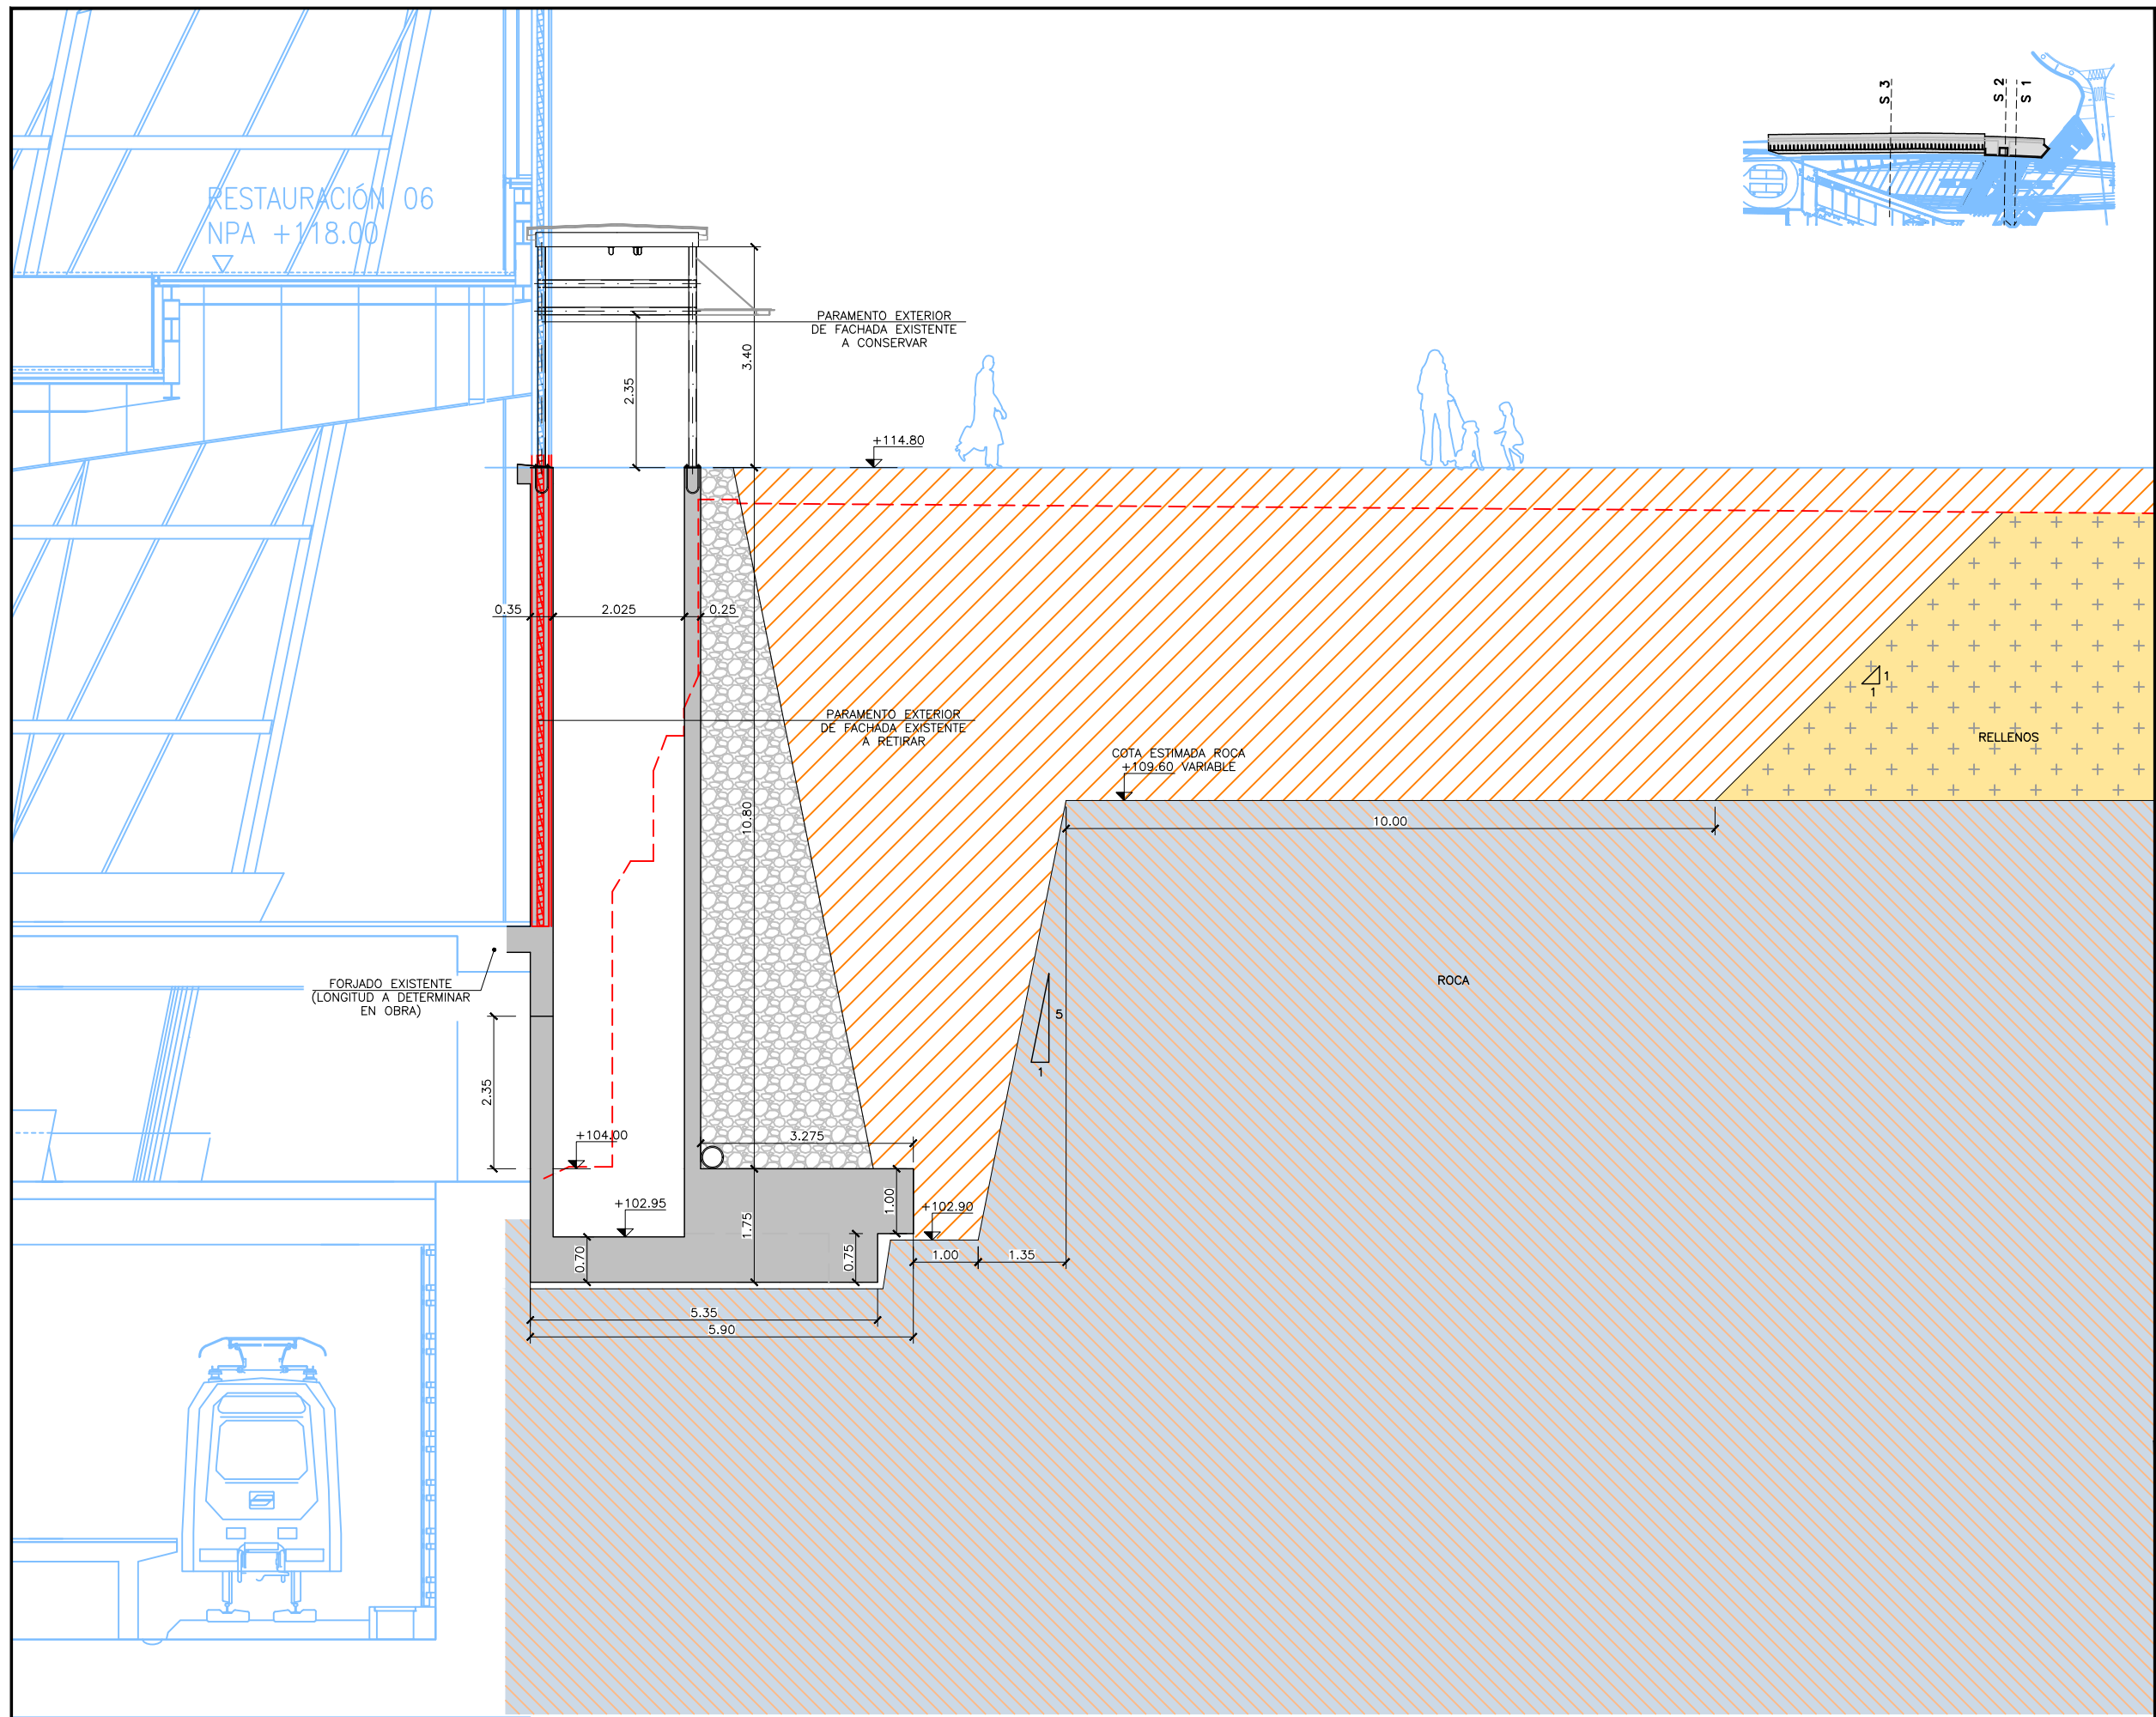 RESTAURACIÓN 06
NPA +118.00
S 3
S 2
S 1
PARAMENTO EXTERIOR
DE FACHADA EXISTENTE
A CONSERVAR
3.40
2.35
+114.80
0.35
2.025
0.25
PARAMENTO EXTERIOR
DE FACHADA EXISTENTE
A RETIRAR
1
1
RELLENOS
COTA ESTIMADA ROCA
+109.60 VARIABLE
10.80
10.00
FORJADO EXISTENTE
(LONGITUD A DETERMINAR
EN OBRA)
ROCA
5
1
2.35
+104.00
3.275
+102.95
1.75
1.00
+102.90
0.70
0.75
1.00
1.35
5.35
5.90